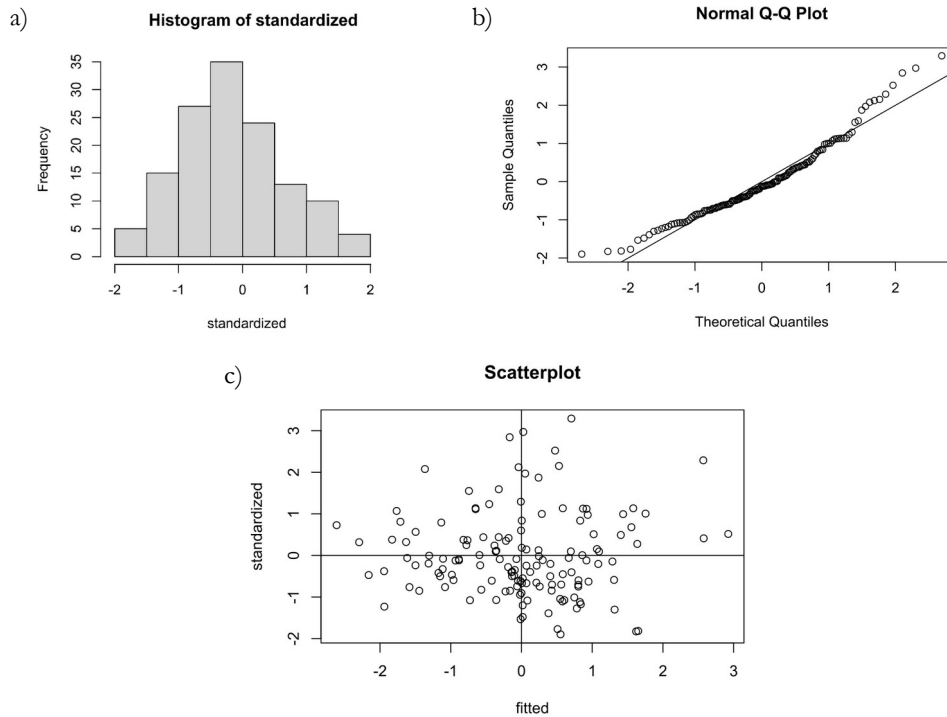 a)
Histogram of standardized
Frequency
0 5 10 15 20 25 30 35
-2 -1 0 1 2
standardized
b)
Normal Q-Q Plot
Sample Quantiles
-2 -1 0 1 2 3
-2 -1 0 1 2
Theoretical Quantiles
c)
Scatterplot
standardized
-2 -1 0 1 2 3
-2 -1 0 1 2 3
fitted